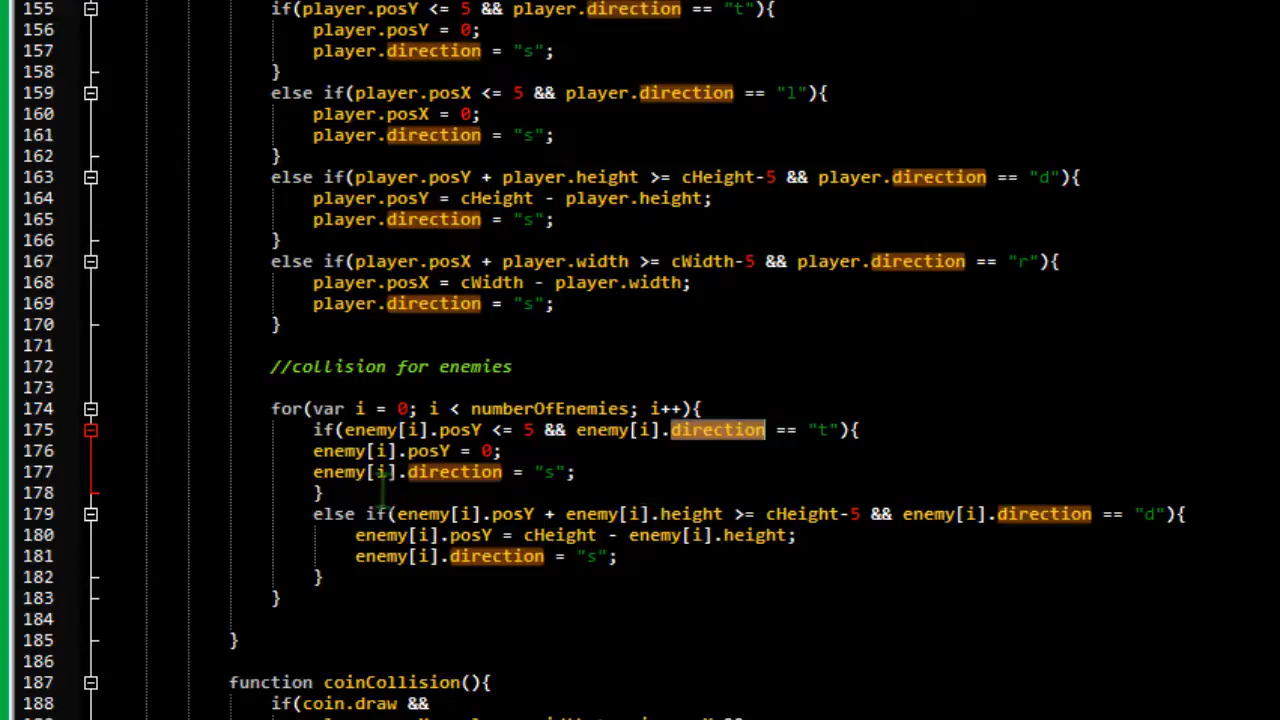 155 if(player.posY <= 5 && player.direction == "t"){
156 player.posY = 0;
157 player.direction = "s";
158 }
159 else if(player.posX <= 5 && player.direction == "l"){
160 player.posX = 0;
161 player.direction = "s";
162 }
163 else if(player.posY + player.height >= cHeight-5 && player.direction == "d"){
164 player.posY = cHeight - player.height;
165 player.direction = "s";
166 }
167 else if(player.posX + player.width >= cWidth-5 && player.direction == "r"){
168 player.posX = cWidth - player.width;
169 player.direction = "s";
170 }
171
172 //collision for enemies
173
174 for(var i = 0; i < numberOfEnemies; i++){
175 if(enemy[i].posY <= 5 && enemy[i].direction == "t"){
176 enemy[i].posY = 0;
177 enemy[i].direction = "s";
178 }
179 else if(enemy[i].posY + enemy[i].height >= cHeight-5 && enemy[i].direction == "d"){
180 enemy[i].posY = cHeight - enemy[i].height;
181 enemy[i].direction = "s";
182 }
183 }
184
185 }
186
187 function coinCollision(){
188 if(coin.draw &&